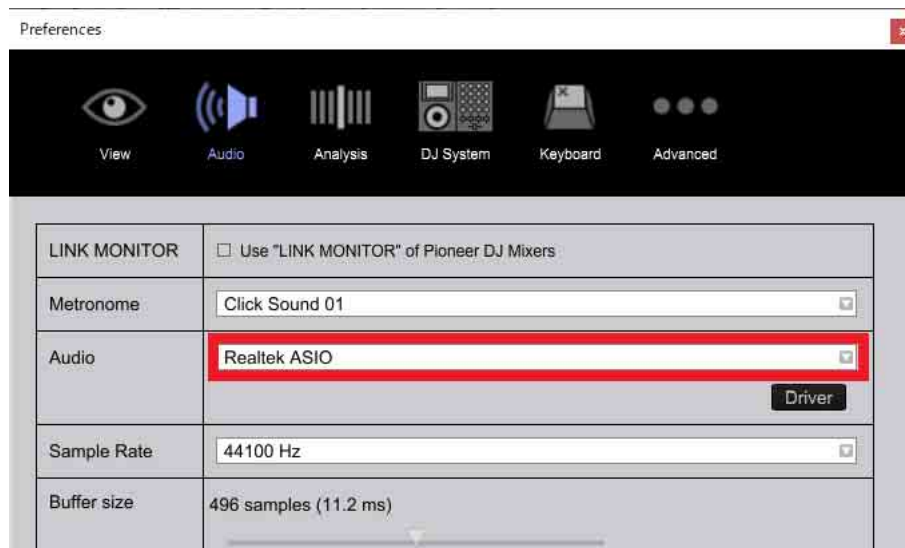 Preferences
View Audio Analysis DJ System Keyboard Advanced
LINK MONITOR Use "LINK MONITOR" of Pioneer DJ Mixers
Metronome Click Sound 01
Audio Realtek ASIO
Driver
Sample Rate 44100 Hz
Buffer size 496 samples (11.2 ms)